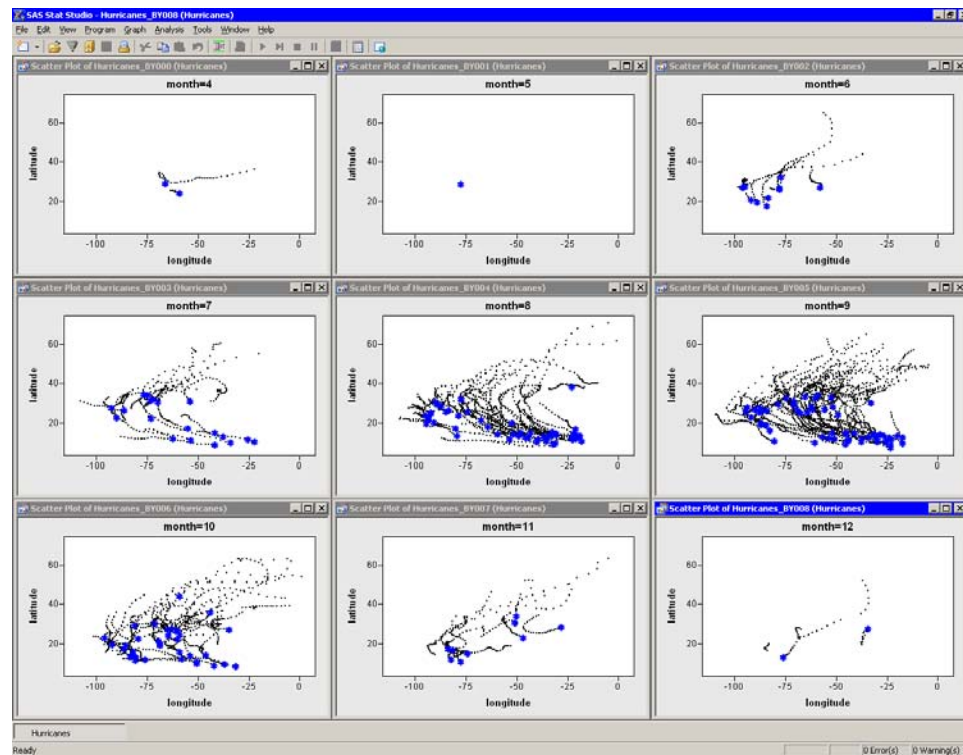 SAS Stat Studio - Hurricanes_BY008 (Hurricanes)
File Edit View Program Graph Analysis Tools Window Help
Scatter Plot of Hurricanes_BY000 (Hurricanes)
month=4
latitude
60
40
20
-100 -75 -50 -25 0
longitude
Scatter Plot of Hurricanes_BY001 (Hurricanes)
month=5
latitude
60
40
20
-100 -75 -50 -25 0
longitude
Scatter Plot of Hurricanes_BY002 (Hurricanes)
month=6
latitude
60
40
20
-100 -75 -50 -25 0
longitude
Scatter Plot of Hurricanes_BY003 (Hurricanes)
month=7
latitude
60
40
20
-100 -75 -50 -25 0
longitude
Scatter Plot of Hurricanes_BY004 (Hurricanes)
month=8
latitude
60
40
20
-100 -75 -50 -25 0
longitude
Scatter Plot of Hurricanes_BY005 (Hurricanes)
month=9
latitude
60
40
20
-100 -75 -50 -25 0
longitude
Scatter Plot of Hurricanes_BY006 (Hurricanes)
month=10
latitude
60
40
20
-100 -75 -50 -25 0
longitude
Scatter Plot of Hurricanes_BY007 (Hurricanes)
month=11
latitude
60
40
20
-100 -75 -50 -25 0
longitude
Scatter Plot of Hurricanes_BY008 (Hurricanes)
month=12
latitude
60
40
20
-100 -75 -50 -25 0
longitude
Hurricanes
Ready 0 Error(s) 0 Warning(s)